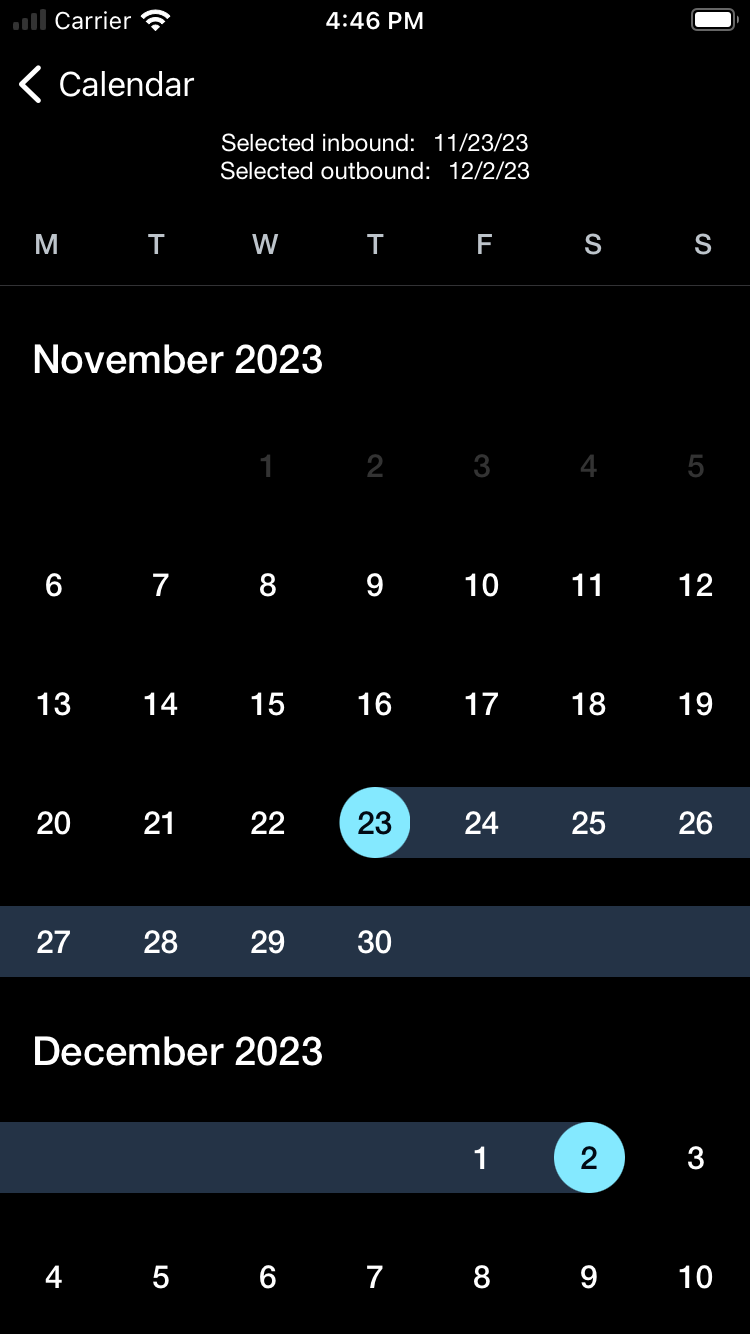 Carrier 4:46 PM
Calendar
Selected inbound: 11/23/23
Selected outbound: 12/2/23
M T W T F S S
November 2023
1 2 3 4 5
6 7 8 9 10 11 12
13 14 15 16 17 18 19
20 21 22 23 24 25 26
27 28 29 30
December 2023
1 2 3
4 5 6 7 8 9 10